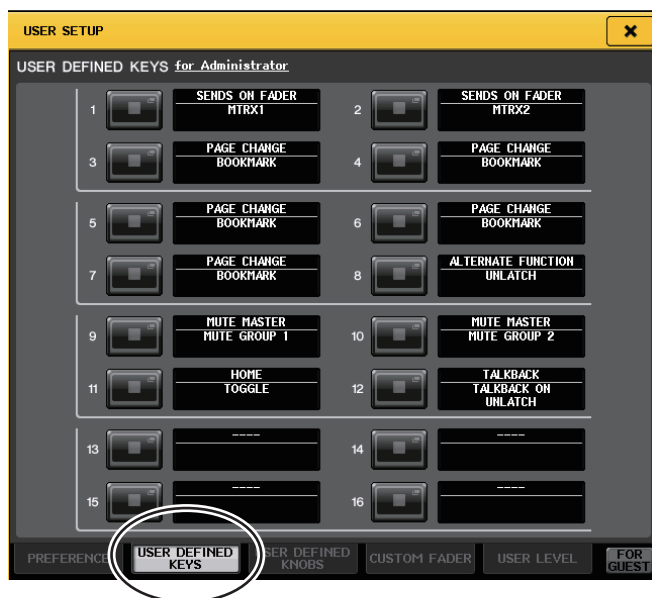 USER SETUP
USER DEFINED KEYS for Administrator
1 SENDS ON FADER MTRX1
2 SENDS ON FADER MTRX2
3 PAGE CHANGE BOOKMARK
4 PAGE CHANGE BOOKMARK
5 PAGE CHANGE BOOKMARK
6 PAGE CHANGE BOOKMARK
7 PAGE CHANGE BOOKMARK
8 ALTERNATE FUNCTION UNLATCH
9 MUTE MASTER MUTE GROUP 1
10 MUTE MASTER MUTE GROUP 2
11 HOME TOGGLE
12 TALKBACK TALKBACK ON UNLATCH
13 ----
14 ----
15 ----
16 ----
PREFERENCE
USER DEFINED KEYS
SER DEFINED KNOBS
CUSTOM FADER
USER LEVEL
FOR GUEST